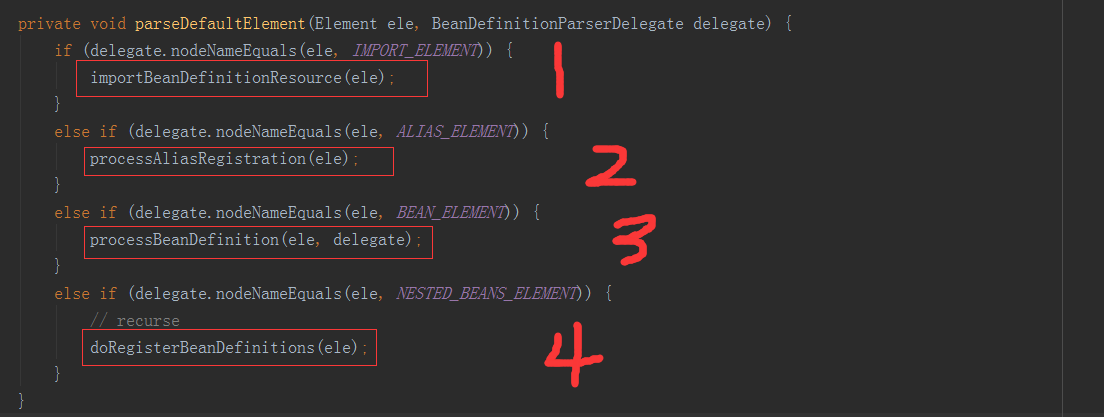 private void parseDefaultElement(Element ele, BeanDefinitionParserDelegate delegate) {
if (delegate.nodeNameEquals(ele, IMPORT_ELEMENT)) {
1
importBeanDefinitionResource(ele);
}
else if (delegate.nodeNameEquals(ele, ALIAS_ELEMENT)) {
processAliasRegistration(ele);
2
}
else if (delegate.nodeNameEquals(ele, BEAN_ELEMENT)) {
processBeanDefinition(ele, delegate);
3
}
else if (delegate.nodeNameEquals(ele, NESTED_BEANS_ELEMENT)) {
// recurse
doRegisterBeanDefinitions(ele);
4
}
}